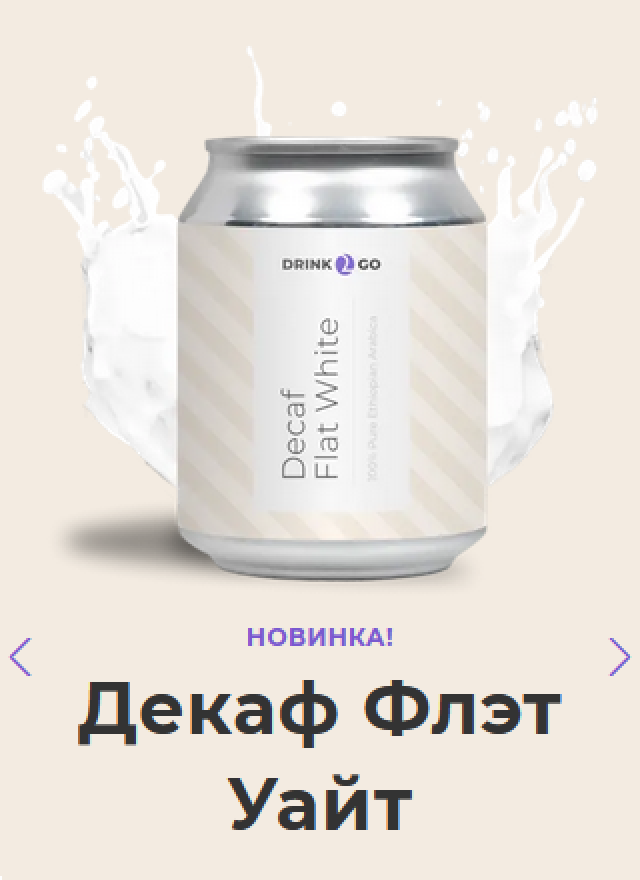 DRINK 2 GO
Decaf
Flat White
100% Pure Ethiopian Arabica
НОВИНКА!
Декаф Флэт
Уайт